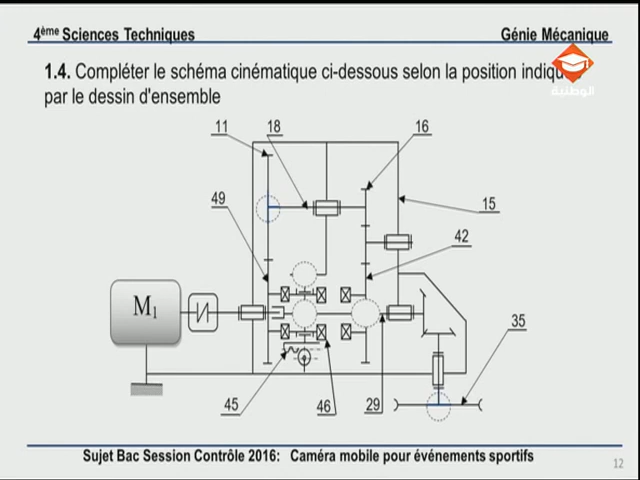 4ème Sciences Techniques
Génie Mécanique
1.4. Compléter le schéma cinématique ci-dessous selon la position indiqu
par le dessin d'ensemble
الوطنية
11
18
16
49
15
42
M1
35
45
46
29
Sujet Bac Session Contrôle 2016: Caméra mobile pour événements sportifs
12